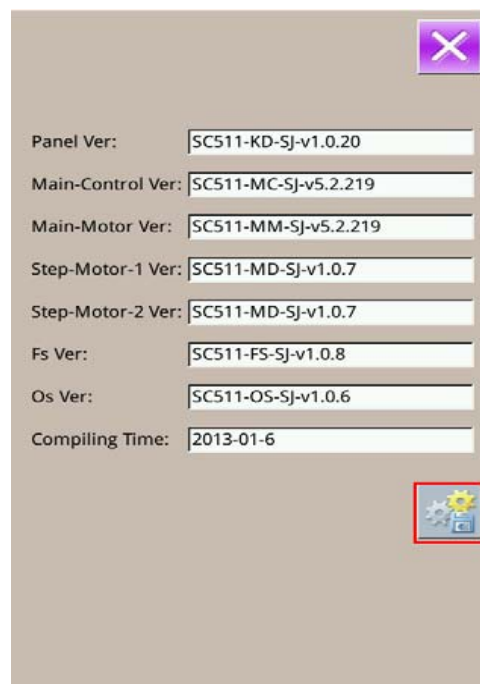 Panel Ver: SC511-KD-SJ-v1.0.20
Main-Control Ver: SC511-MC-SJ-v5.2.219
Main-Motor Ver: SC511-MM-SJ-v5.2.219
Step-Motor-1 Ver: SC511-MD-SJ-v1.0.7
Step-Motor-2 Ver: SC511-MD-SJ-v1.0.7
Fs Ver: SC511-FS-SJ-v1.0.8
Os Ver: SC511-OS-SJ-v1.0.6
Compiling Time: 2013-01-6